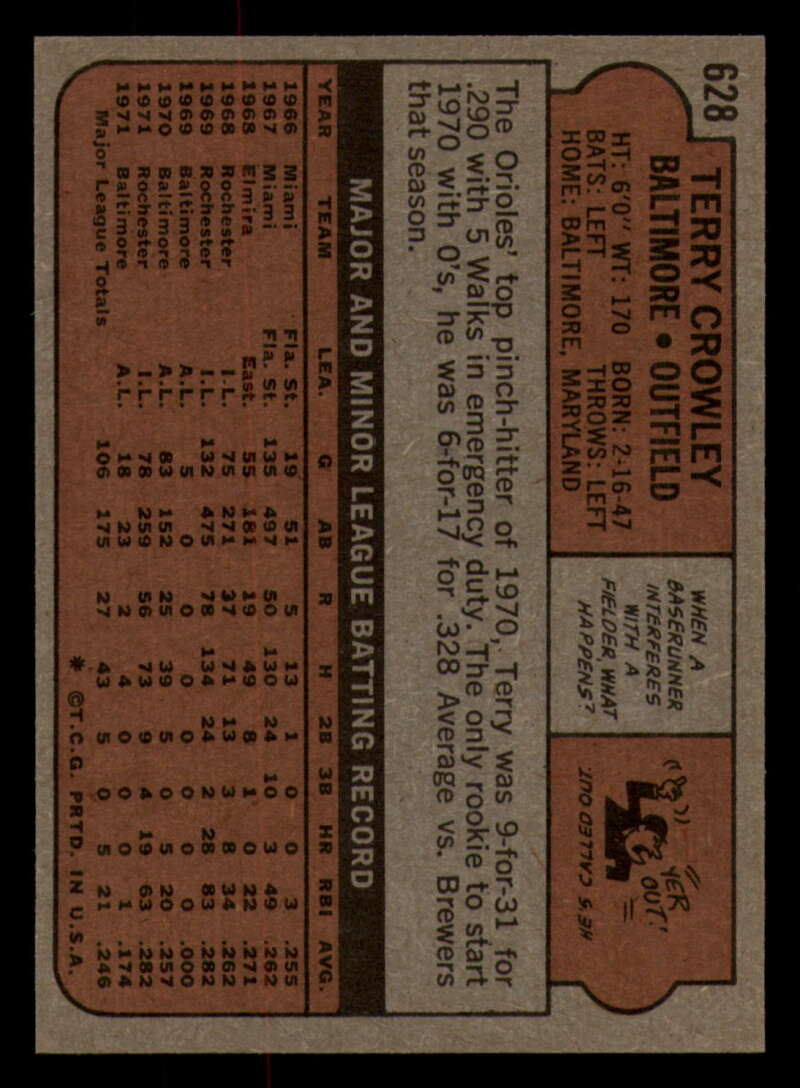 628
TERRY CROWLEY
BALTIMORE • OUTFIELD
HT: 6'0" WT: 170 BORN: 2-16-47
BATS: LEFT THROWS: LEFT
HOME: BALTIMORE, MARYLAND
WHEN A
BASERUNNER
INTERFERES
WITH A
FIELDER WHAT
HAPPENS?
YER
OUT!
HE'S CALLED OUT.
The Orioles' top pinch-hitter of 1970, Terry was 9-for-31 for
.290 with 5 Walks in emergency duty. The only rookie to start
1970 with O's, he was 6-for-17 for .328 Average vs. Brewers
that season.
MAJOR AND MINOR LEAGUE BATTING RECORD
YEAR TEAM LEA. G AB R H 2B 3B HR RBI AVG.
1966 Miami Fla. St. 19 51 5 13 1 0 0 3 .255
1967 Miami Fla. St. 135 497 50 130 24 10 3 49 .262
1968 Elmira East. 55 181 19 49 8 1 0 22 .271
1968 Rochester I.L. 75 271 37 71 13 3 8 34 .262
1969 Rochester I.L. 132 475 78 134 24 2 28 83 .282
1969 Baltimore A.L. 5 0 0 0 0 0 0 0 .000
1970 Baltimore A.L. 83 152 25 39 5 0 5 20 .257
1971 Rochester I.L. 78 259 56 73 9 4 19 63 .282
1971 Baltimore A.L. 18 23 2 4 0 0 0 1 .174
Major League Totals 106 175 27 43 5 0 5 21 .246
* ©T.C.G. PRTD. IN U.S.A.